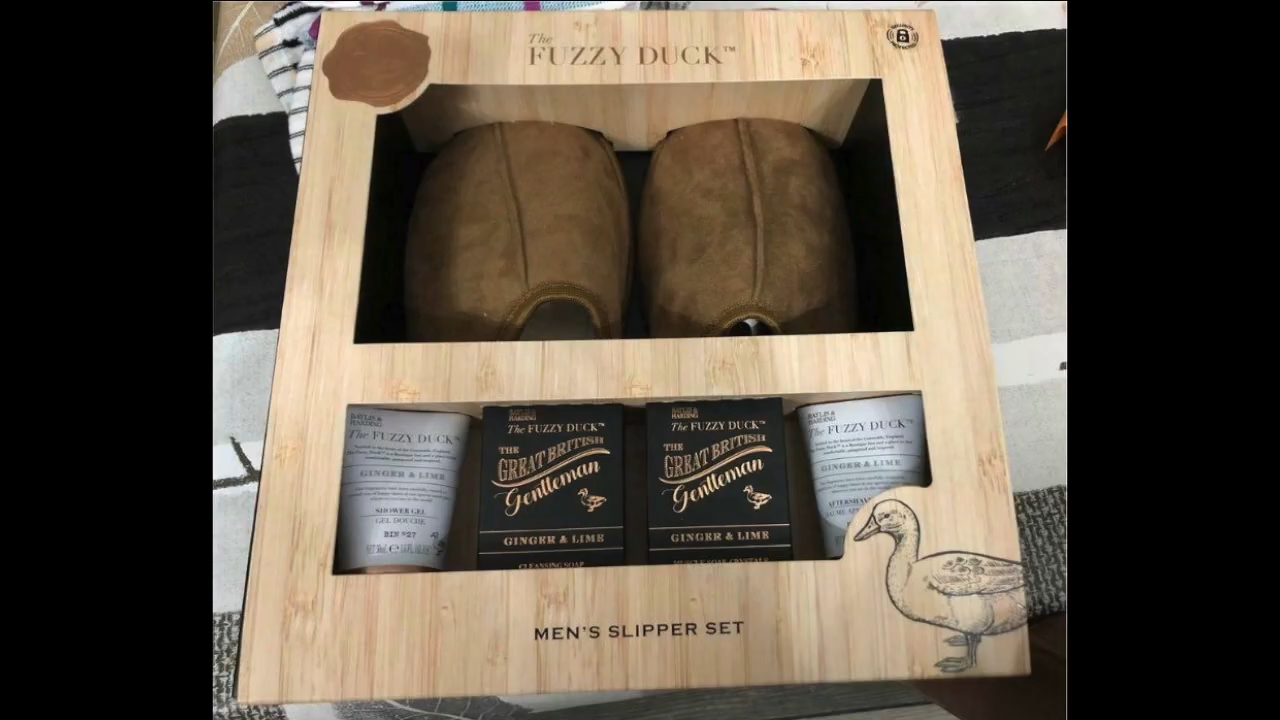 The
FUZZY DUCK™
BAYLIS &
HARDING
The FUZZY DUCK™
GINGER & LIME
SHOWER GEL
GEL DOUCHE
BIN Nº27
BAYLIS &
HARDING
The FUZZY DUCK™
THE
GREAT BRITISH
Gentleman
GINGER & LIME
CLEANSING SOAP
BAYLIS &
HARDING
The FUZZY DUCK™
THE
GREAT BRITISH
Gentleman
GINGER & LIME
BAYLIS &
HARDING
The FUZZY DUCK™
GINGER & LIME
MEN'S SLIPPER SET